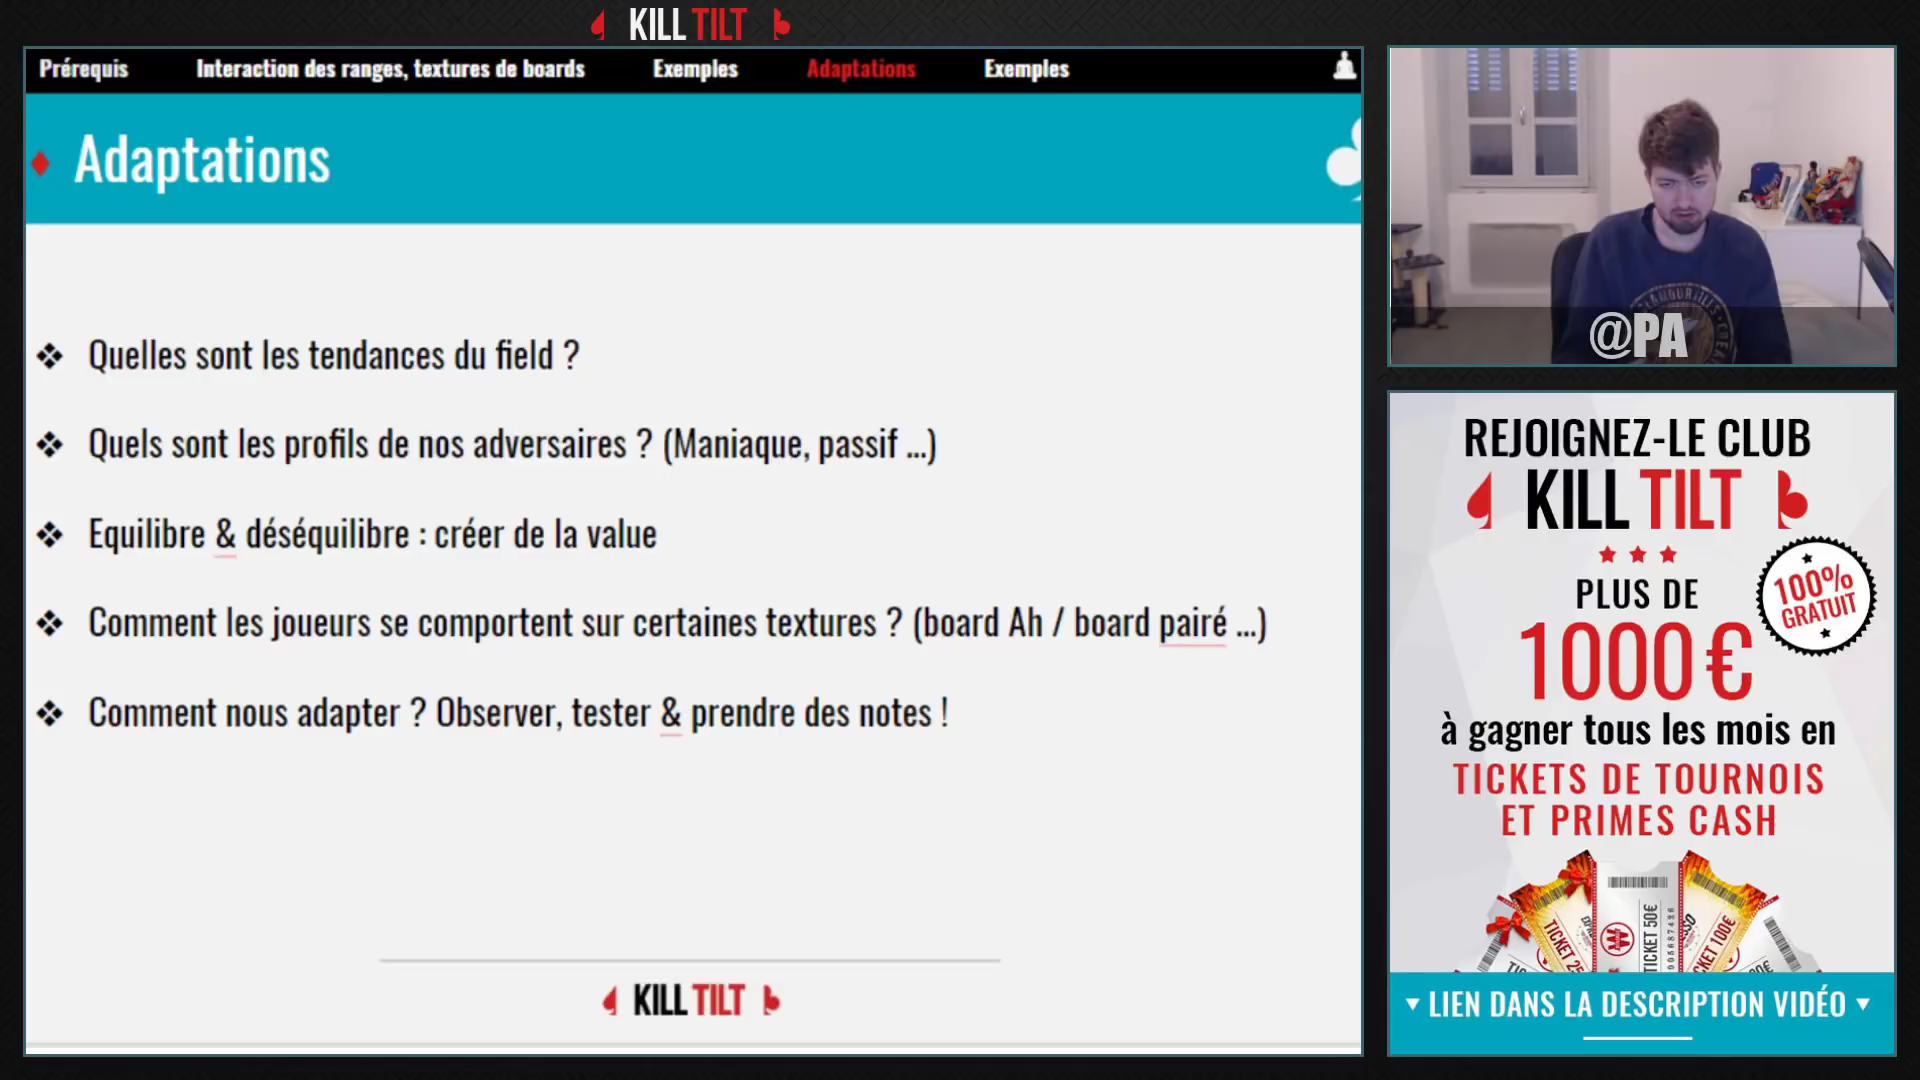 KILL TILT
Prérequis Interaction des ranges, textures de boards Exemples Adaptations Exemples
Adaptations
Quelles sont les tendances du field ?
Quels sont les profils de nos adversaires ? (Maniaque, passif ...)
Equilibre & déséquilibre : créer de la value
Comment les joueurs se comportent sur certaines textures ? (board Ah / board pairé ...)
Comment nous adapter ? Observer, tester & prendre des notes !
KILL TILT
@PA
REJOIGNEZ-LE CLUB
KILL TILT
PLUS DE
100%
GRATUIT
1000€
à gagner tous les mois en
TICKETS DE TOURNOIS
ET PRIMES CASH
TICKET 50€
TICKET 100€
LIEN DANS LA DESCRIPTION VIDÉO